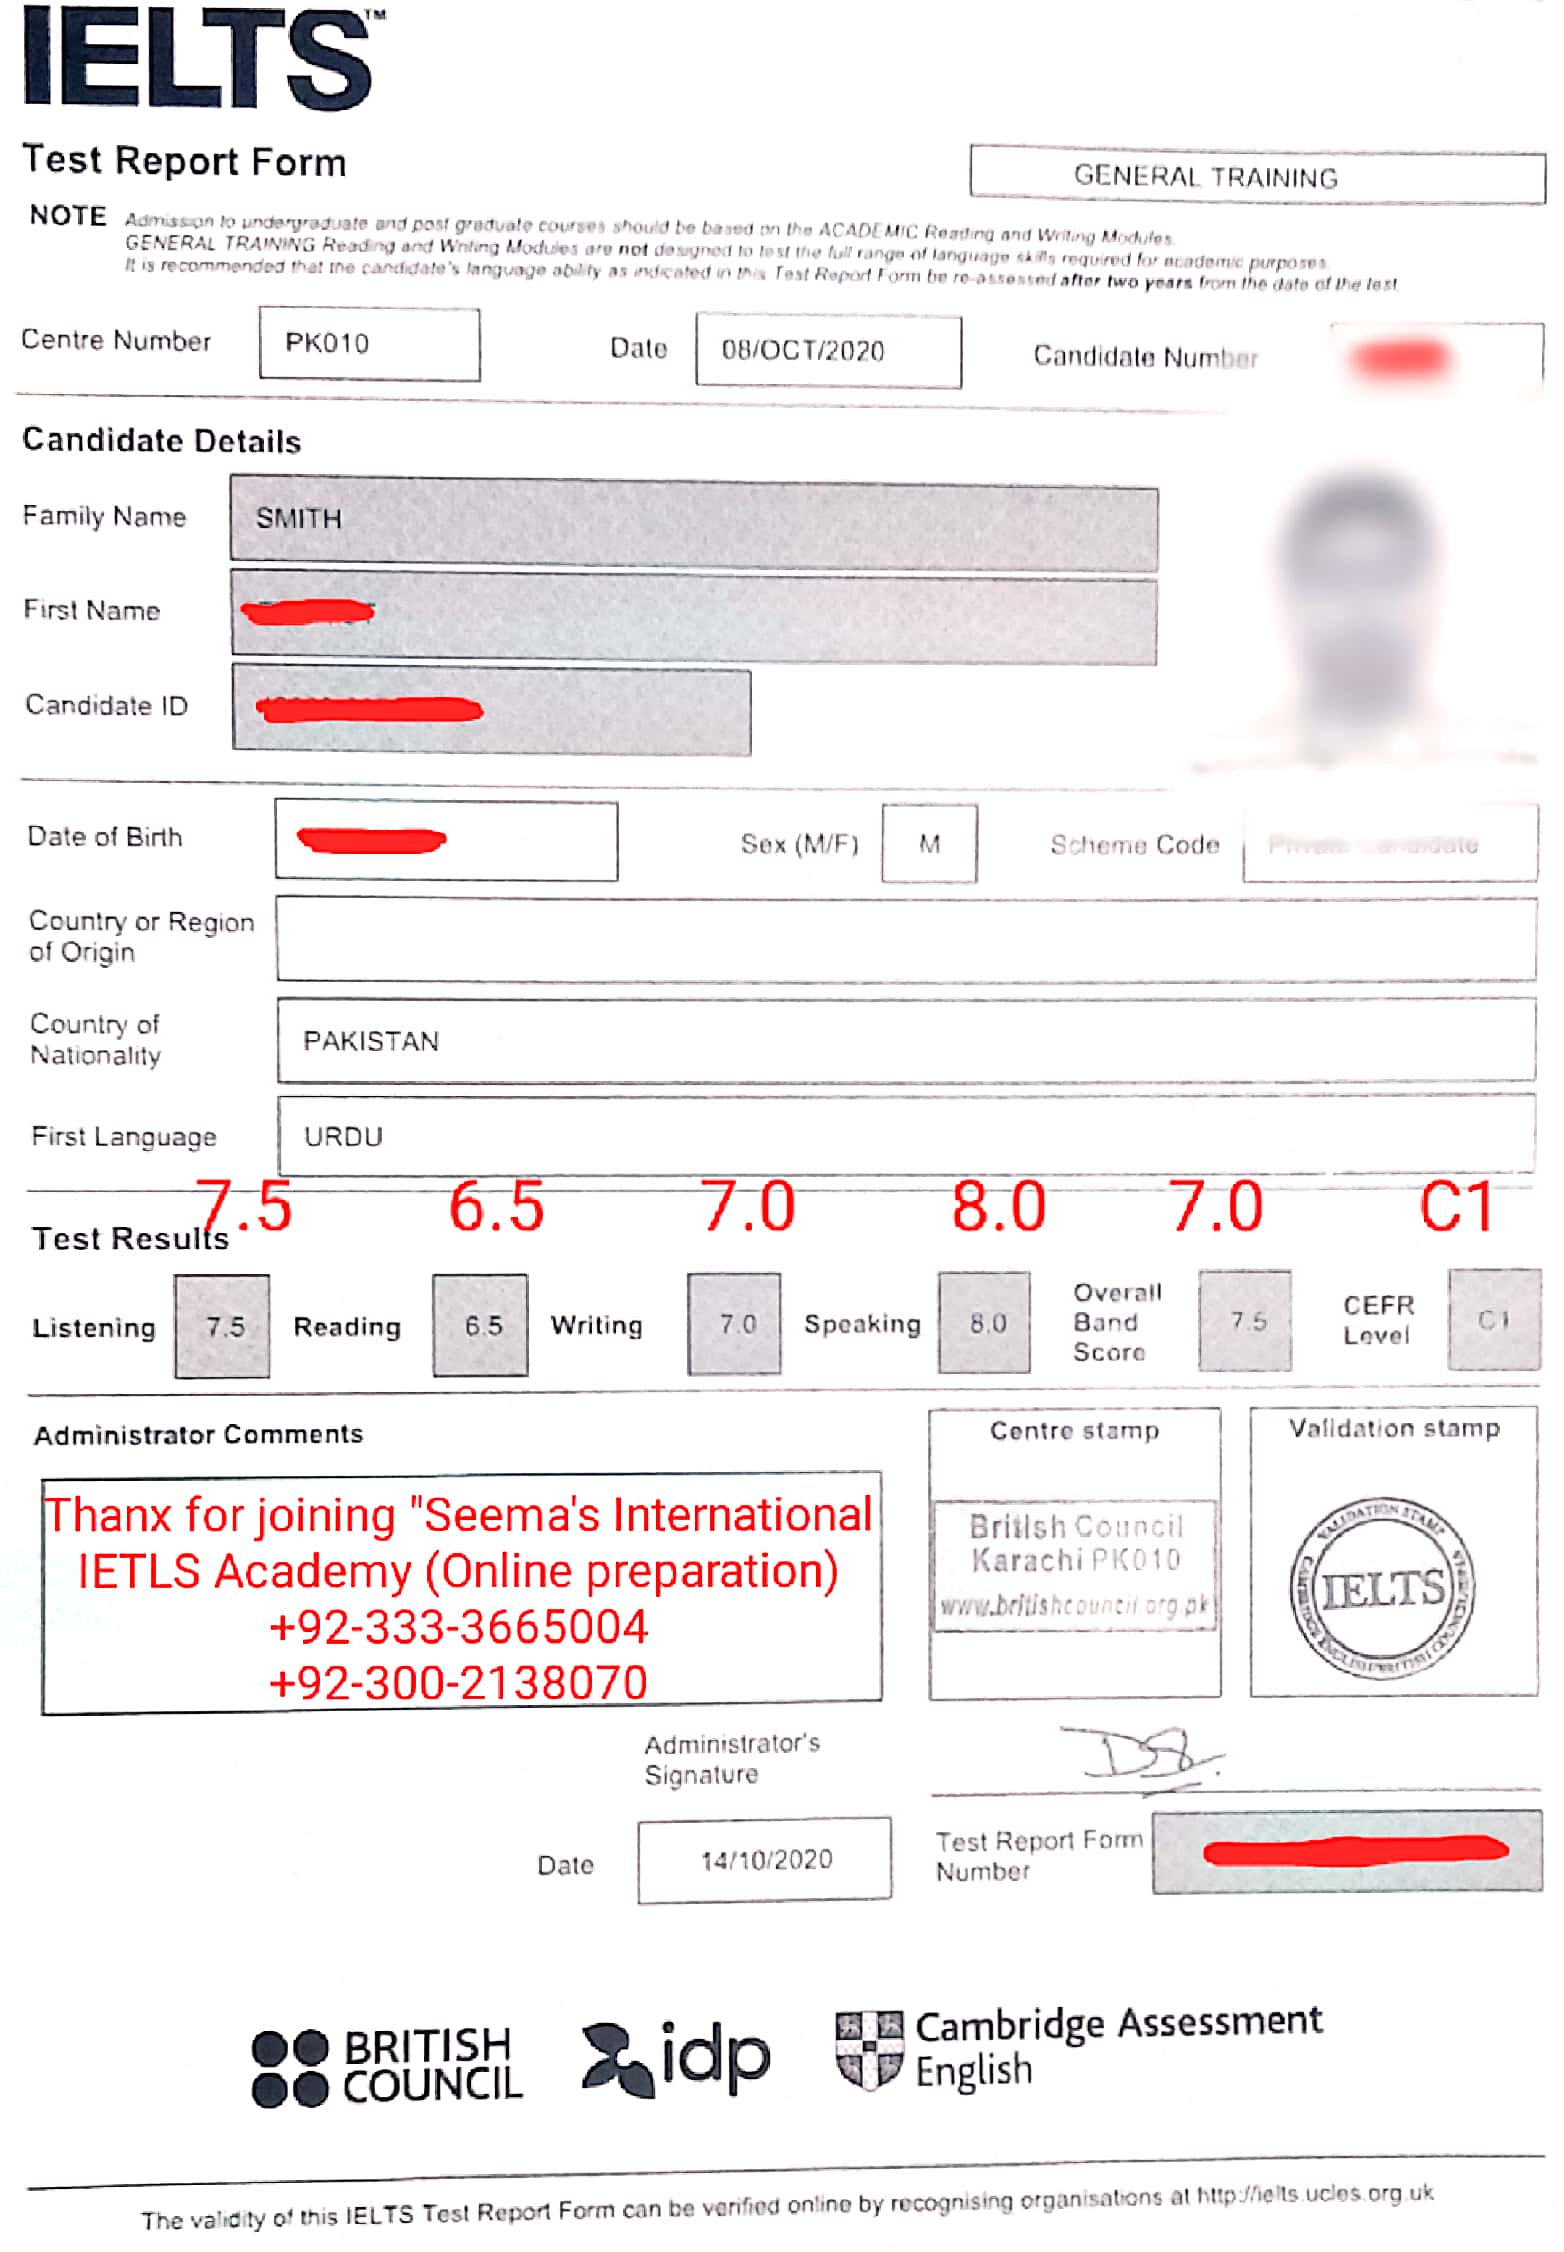 IELTS™
Test Report Form
GENERAL TRAINING
NOTE Admission to undergraduate and post graduate courses should be based on the ACADEMIC Reading and Writing Modules.
GENERAL TRAINING Reading and Writing Modules are not designed to test the full range of language skills required for academic purposes.
It is recommended that the candidate's language ability as indicated in this Test Report Form be re-assessed after two years from the date of the test.
Centre Number PK010 Date 08/OCT/2020 Candidate Number
Candidate Details
Family Name SMITH
First Name
Candidate ID
Date of Birth Sex (M/F) M Scheme Code Private Candidate
Country or Region
of Origin
Country of
Nationality
PAKISTAN
First Language URDU
7.5 6.5 7.0 8.0 7.0 C1
Test Results
Listening 7.5 Reading 6.5 Writing 7.0 Speaking 8.0 Overall
Band
Score
7.5 CEFR
Level
C1
Administrator Comments
Thanx for joining "Seema's International
IETLS Academy (Online preparation)
+92-333-3665004
+92-300-2138070
Centre stamp
British Council
Karachi PK010
www.britishcouncil.org.pk
Validation stamp
VALIDATION STAMP
IELTS
Administrator's
Signature
Date 14/10/2020
Test Report Form
Number
BRITISH
COUNCIL
idp
Cambridge Assessment
English
The validity of this IELTS Test Report Form can be verified online by recognising organisations at http://ielts.ucles.org.uk